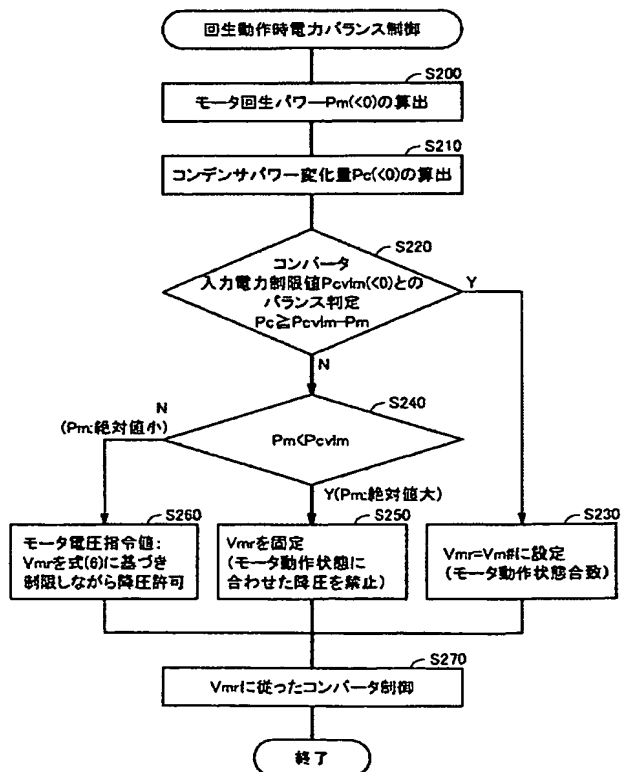 回生動作時電力バランス制御
S200
モータ回生パワーPm(<0)の算出
S210
コンデンサパワー変化量Pc(<0)の算出
S220
コンバータ
入力電力制限値Pcvlm(<0)との
バランス判定
Pc≧Pcvlm-Pm
Y
N
S240
N
(Pm:絶対値小)
Pm<Pcvlm
Y(Pm:絶対値大)
S260
モータ電圧指令値:
Vmrを式(6)に基づき
制限しながら降圧許可
S250
Vmrを固定
(モータ動作状態に
合わせた降圧を禁止)
S230
Vmr=Vm#に設定
(モータ動作状態合致)
S270
Vmrに従ったコンバータ制御
終了